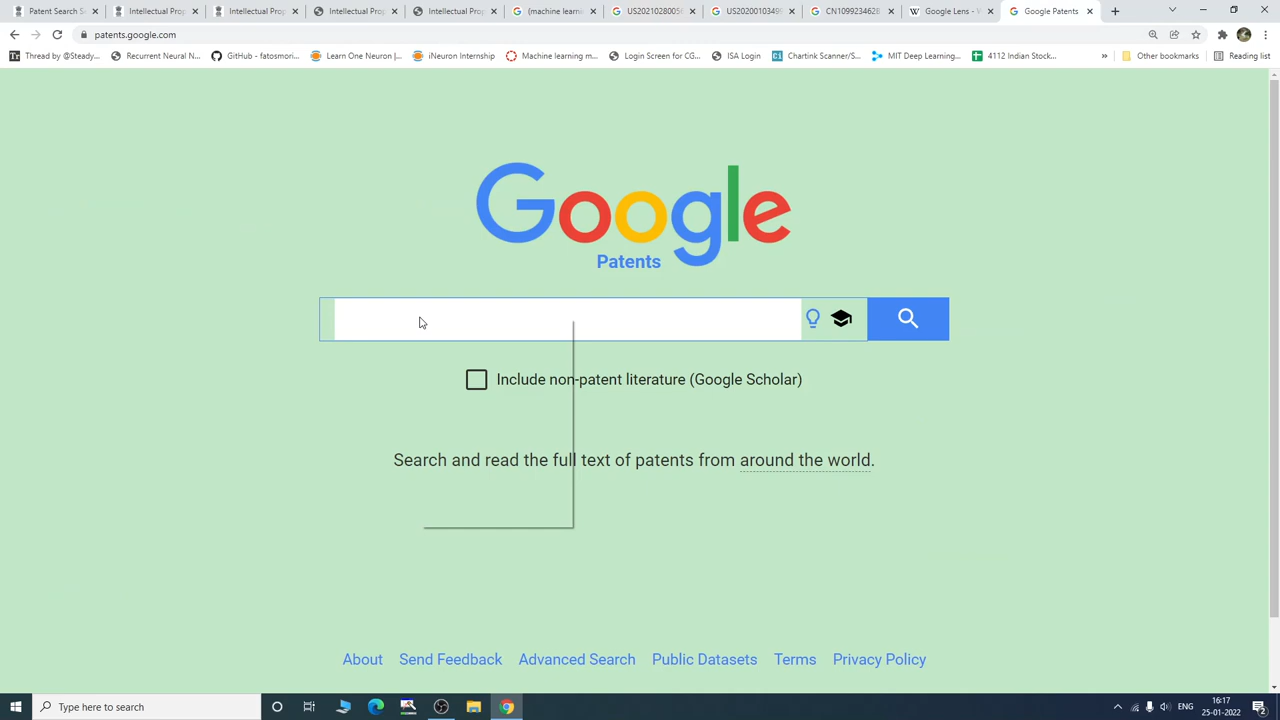 Patent Search S
Intellectual Prop
Intellectual Prop
Intellectual Prop
Intellectual Prop
(machine learnin
US2021028005
US2020010349
CN109923462B
W Google Lens - W
Google Patents
patents.google.com
Thread by @Steady...
Recurrent Neural N...
GitHub - fatosmori...
Learn One Neuron |...
iNeuron Internship
Machine learning m...
Login Screen for CG...
ISA Login
Chartink Scanner/S...
MIT Deep Learning...
4112 Indian Stock...
»
Other bookmarks
Reading list
Google
Patents
Include non-patent literature (Google Scholar)
Search and read the full text of patents from around the world.
About Send Feedback Advanced Search Public Datasets Terms Privacy Policy
Type here to search
ENG
16:17
25-01-2022
2